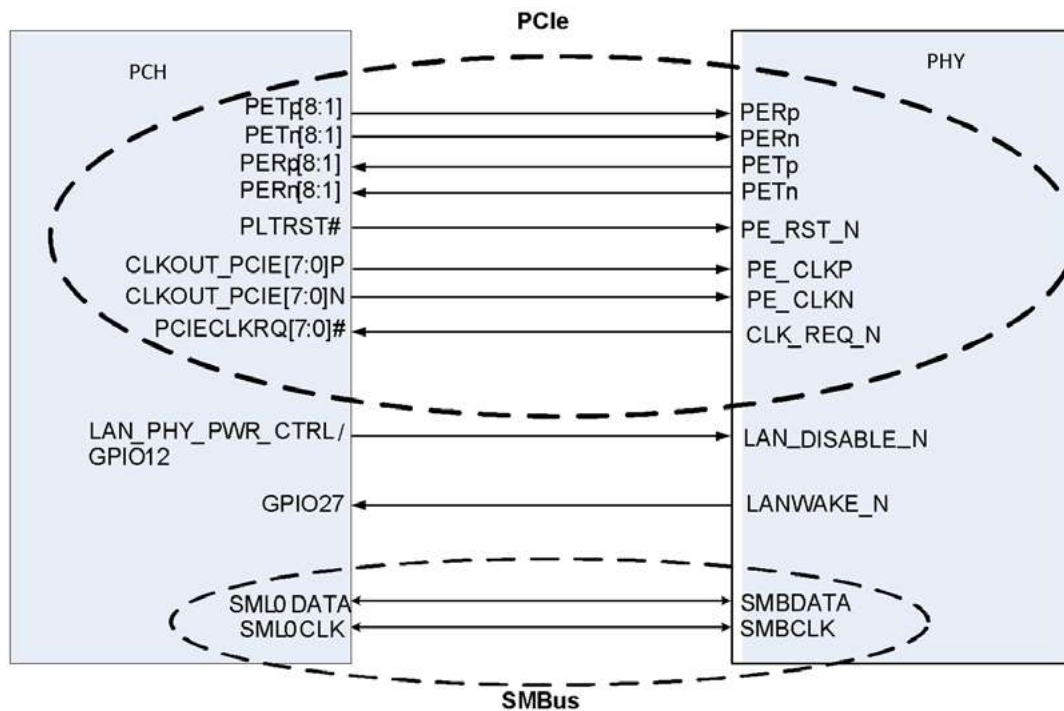 PCIe
PCH
PHY
PETp[8:1]
PERp
PETn[8:1]
PERn
PERp[8:1]
PETp
PERn[8:1]
PETn
PLTRST#
PE_RST_N
CLKOUT_PCIE[7:0]P
PE_CLKP
CLKOUT_PCIE[7:0]N
PE_CLKN
PCIECLKRQ[7:0]#
CLK_REQ_N
LAN_PHY_PWR_CTRL/
GPIO12
LAN_DISABLE_N
GPIO27
LANWAKE_N
SML0DATA
SMBDATA
SML0CLK
SMBCLK
SMBus